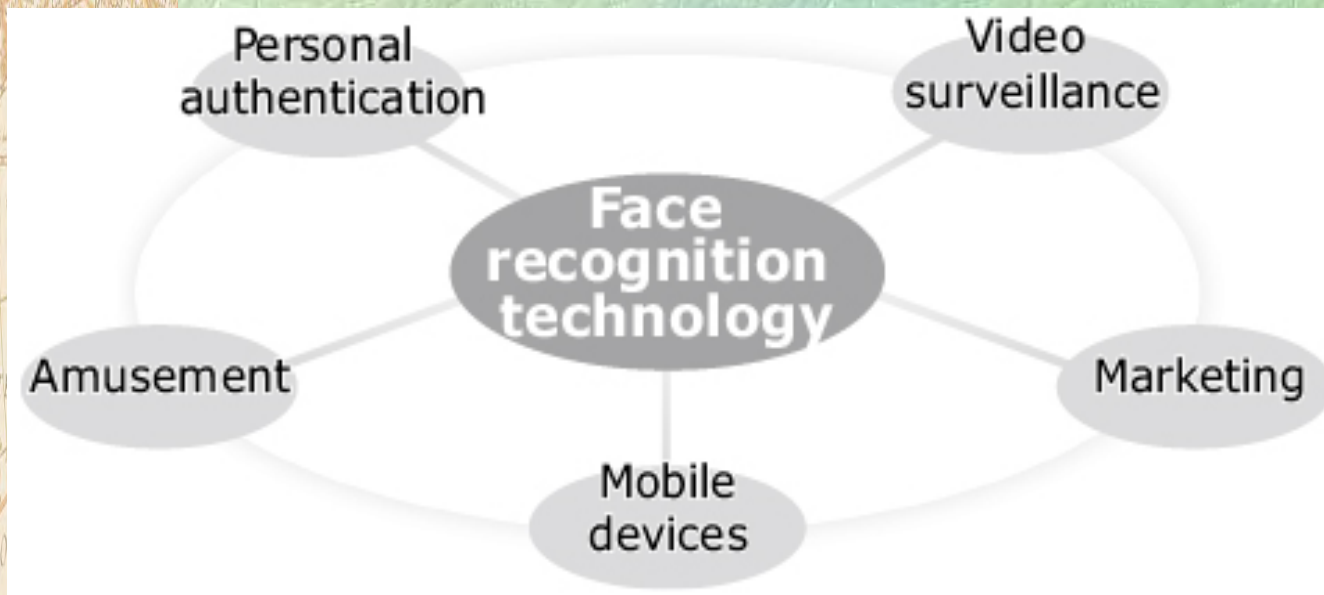 Personal
authentication
Video
surveillance
Face
recognition
technology
Amusement
Marketing
Mobile
devices